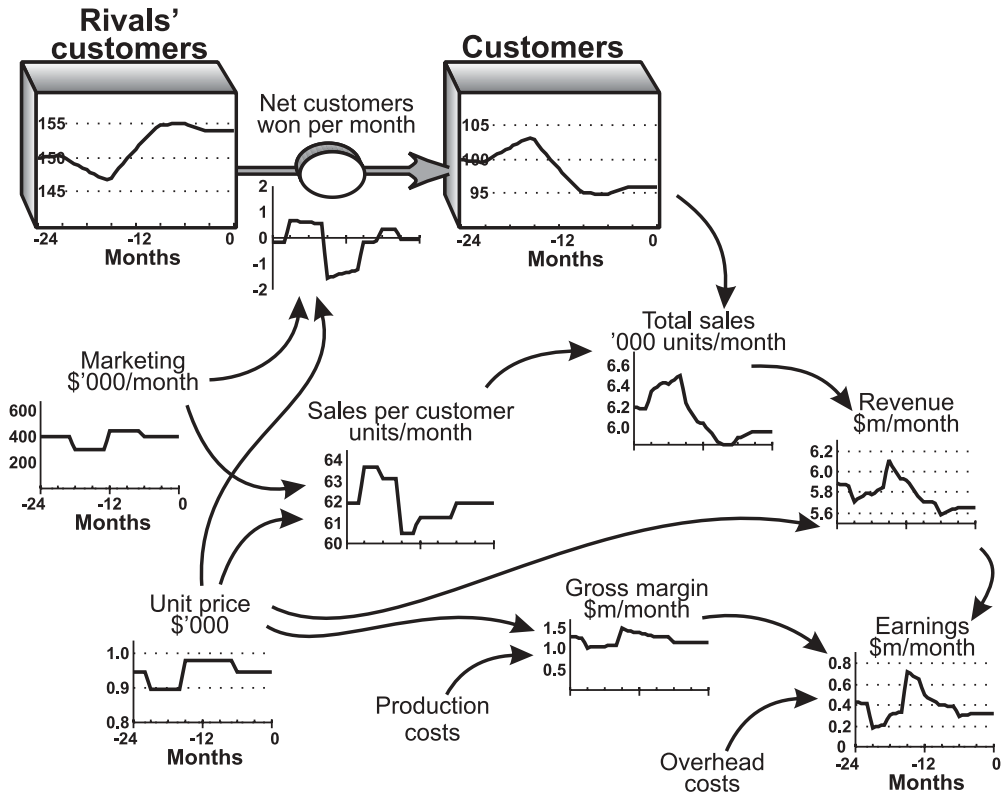 Rivals’
customers
Customers
155
150
145
-24
-12
0
Months
Net customers
won per month
2
1
0
-1
-2
105
100
95
-24
-12
0
Months
Marketing
$’000/month
600
400
200
-24
-12
0
Months
Sales per customer
units/month
64
63
62
61
60
Total sales
’000 units/month
6.6
6.4
6.2
6.0
Revenue
$m/month
6.2
6.0
5.8
5.6
Unit price
$’000
1.0
0.9
0.8
-24
-12
0
Months
Gross margin
$m/month
1.5
1.0
0.5
Production
costs
Earnings
$m/month
0.8
0.6
0.4
0.2
0
-24
-12
0
Months
Overhead
costs